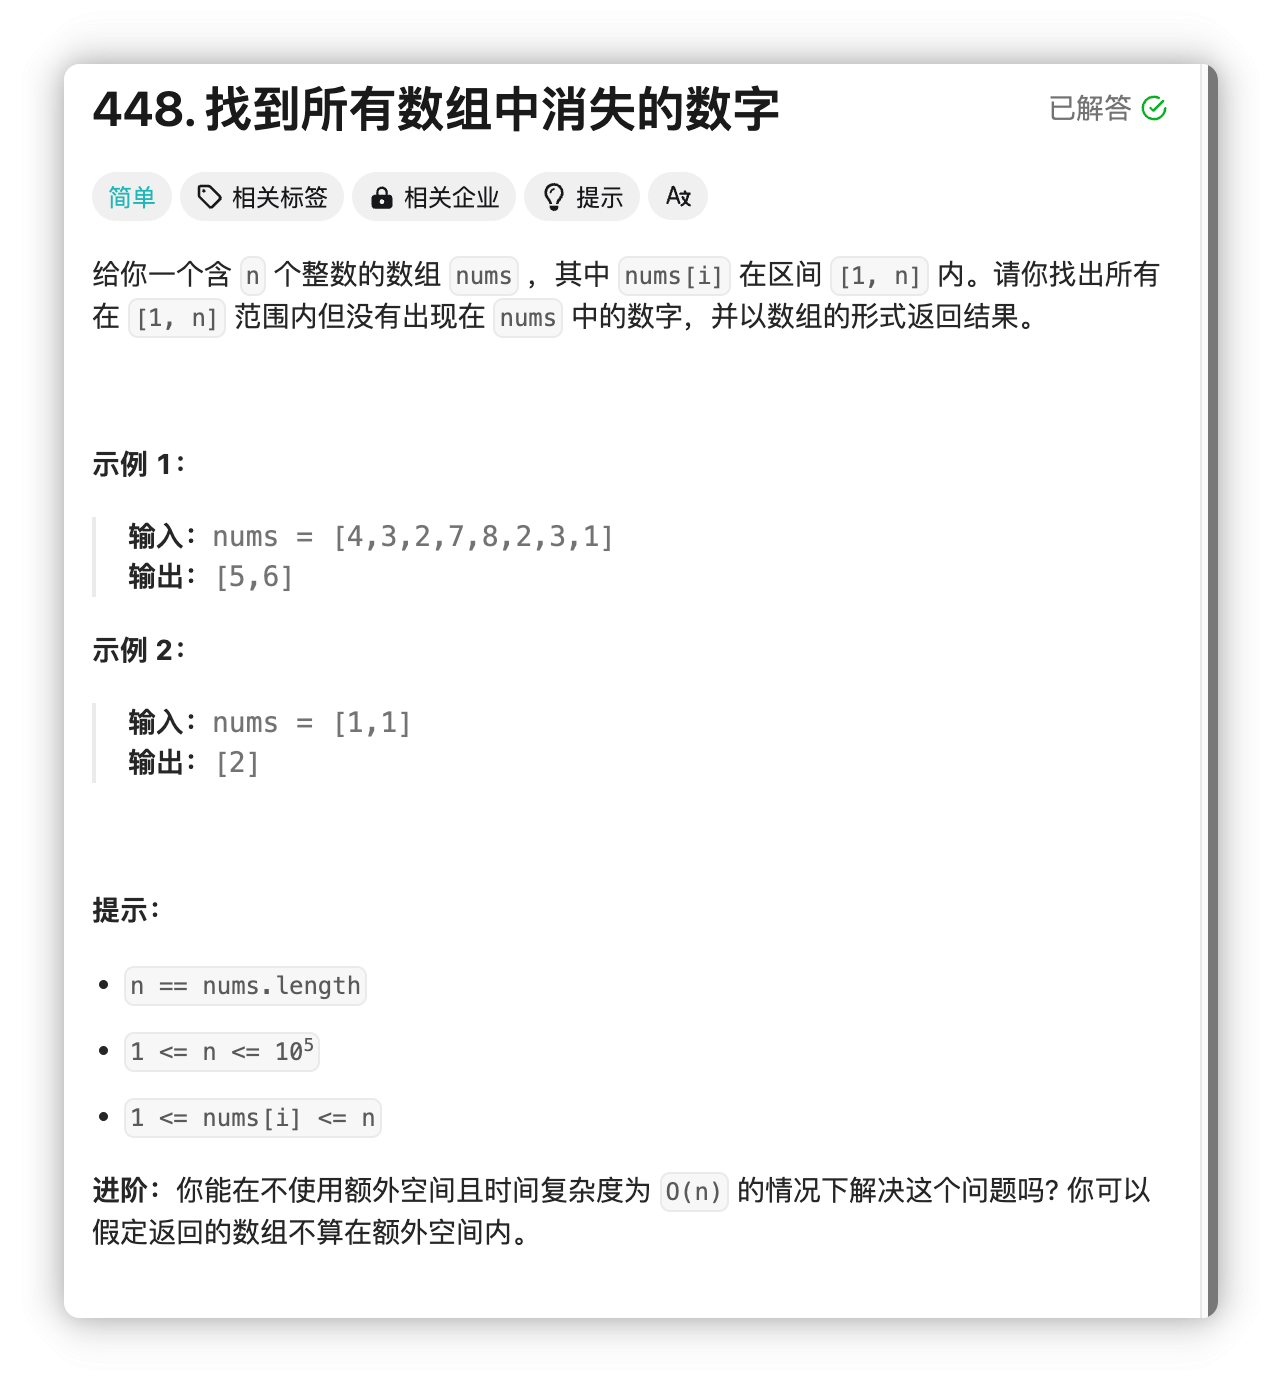 448. 找到所有数组中消失的数字
已解答
简单 相关标签 相关企业 提示 A文
给你一个含 n 个整数的数组 nums ，其中 nums[i] 在区间 [1, n] 内。请你找出所有
在 [1, n] 范围内但没有出现在 nums 中的数字，并以数组的形式返回结果。
示例 1：
输入：nums = [4,3,2,7,8,2,3,1]
输出：[5,6]
示例 2：
输入：nums = [1,1]
输出：[2]
提示：
• n == nums.length
• 1 <= n <= 10⁵
• 1 <= nums[i] <= n
进阶：你能在不使用额外空间且时间复杂度为 O(n) 的情况下解决这个问题吗? 你可以
假定返回的数组不算在额外空间内。